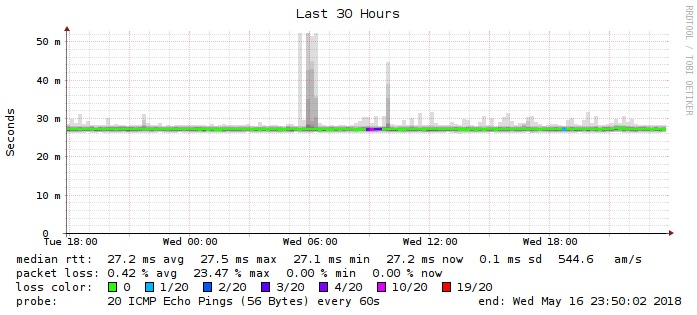 Last 30 Hours
RRDTOOL / TOBI OETIKER
Seconds
50 m
40 m
30 m
20 m
10 m
0
Tue 18:00 Wed 00:00 Wed 06:00 Wed 12:00 Wed 18:00
median rtt: 27.2 ms avg 27.5 ms max 27.1 ms min 27.2 ms now 0.1 ms sd 544.6 am/s
packet loss: 0.42 % avg 23.47 % max 0.00 % min 0.00 % now
loss color: 0 1/20 2/20 3/20 4/20 10/20 19/20
probe: 20 ICMP Echo Pings (56 Bytes) every 60s end: Wed May 16 23:50:02 2018